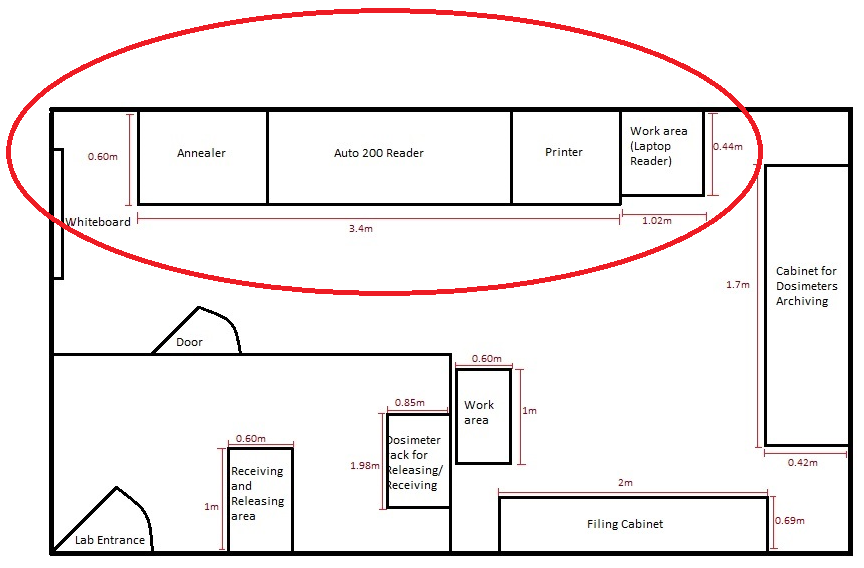 0.60m
Annealer
Auto 200 Reader
Printer
Work area
(Laptop
Reader)
0.44m
Whiteboard
3.4m
1.02m
1.7m
Cabinet for
Dosimeters
Archiving
Door
0.60m
Work
area
1m
0.85m
1.98m
Dosimeter
rack for
Releasing/
Receiving
0.60m
1m
Receiving
and
Releasing
area
0.42m
2m
Filing Cabinet
0.69m
Lab Entrance